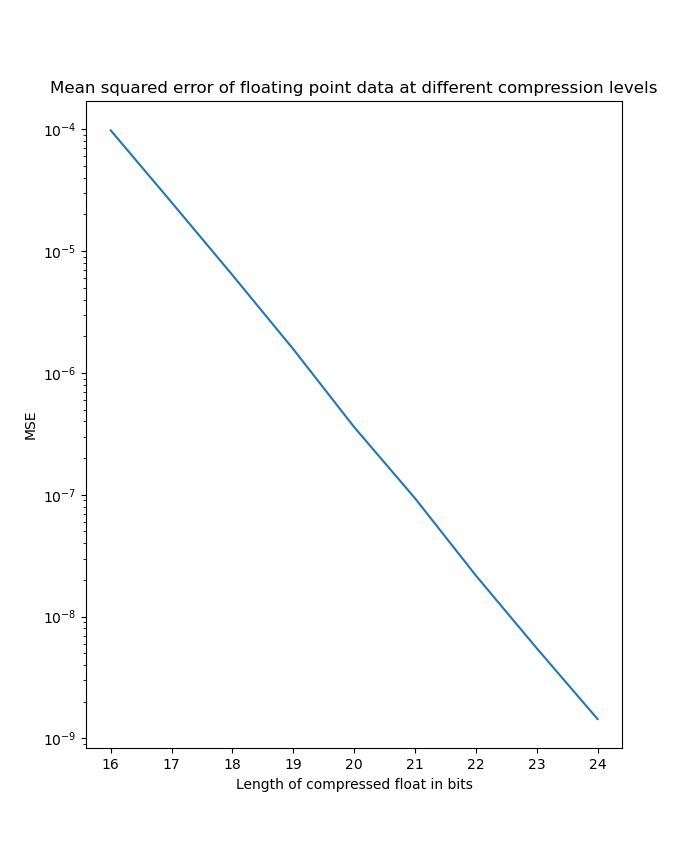 Mean squared error of floating point data at different compression levels
10⁻⁴
10⁻⁵
10⁻⁶
10⁻⁷
10⁻⁸
10⁻⁹
MSE
16 17 18 19 20 21 22 23 24
Length of compressed float in bits